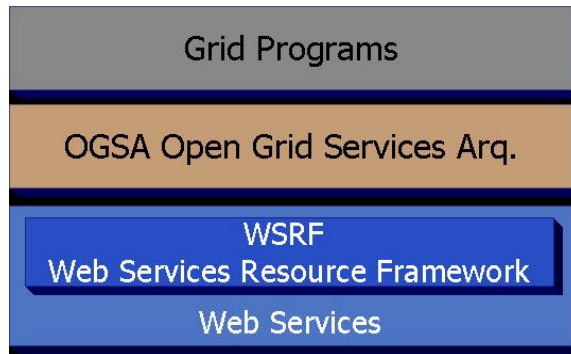 Grid Programs
OGSA Open Grid Services Arq.
WSRF
Web Services Resource Framework
Web Services